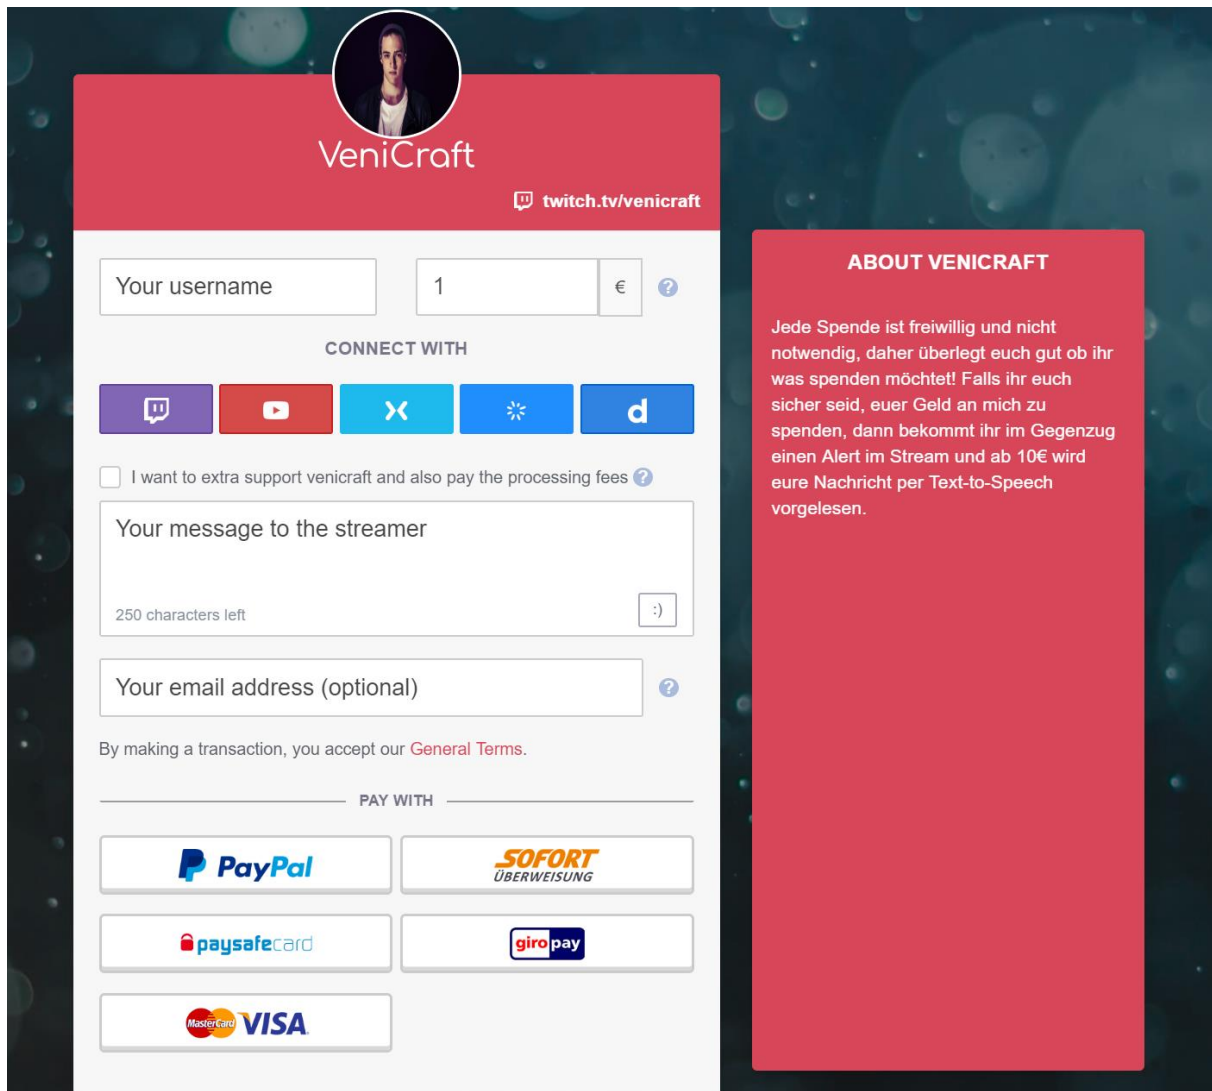 VeniCraft
twitch.tv/venicraft
Your username
1
€
?
CONNECT WITH
d
I want to extra support venicraft and also pay the processing fees ?
Your message to the streamer
250 characters left
:)
Your email address (optional)
?
By making a transaction, you accept our General Terms.
PAY WITH
PayPal
SOFORT
ÜBERWEISUNG
paysafecard
giropay
MasterCard VISA
ABOUT VENICRAFT
Jede Spende ist freiwillig und nicht
notwendig, daher überlegt euch gut ob ihr
was spenden möchtet! Falls ihr euch
sicher seid, euer Geld an mich zu
spenden, dann bekommt ihr im Gegenzug
einen Alert im Stream und ab 10€ wird
eure Nachricht per Text-to-Speech
vorgelesen.